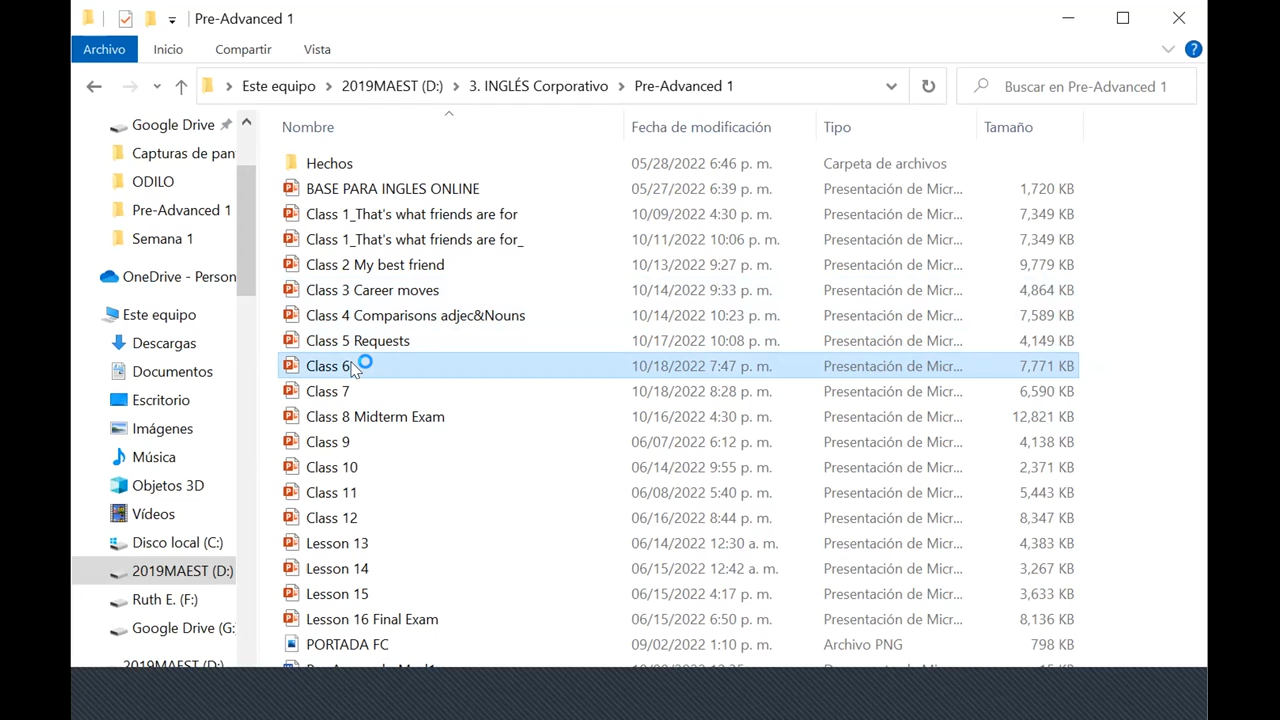 Pre-Advanced 1
Archivo Inicio Compartir Vista
Este equipo 2019MAEST (D:) 3. INGLÉS Corporativo Pre-Advanced 1
Buscar en Pre-Advanced 1
Google Drive
Capturas de pan
ODILO
Pre-Advanced 1
Semana 1
OneDrive - Person
Este equipo
Descargas
Documentos
Escritorio
Imágenes
Música
Objetos 3D
Vídeos
Disco local (C:)
2019MAEST (D:)
Ruth E. (F:)
Google Drive (G:
2019MAEST (D:)
Nombre Fecha de modificación Tipo Tamaño
Hechos 05/28/2022 6:46 p. m. Carpeta de archivos
BASE PARA INGLES ONLINE 05/27/2022 6:39 p. m. Presentación de Micr... 1,720 KB
Class 1_That's what friends are for 10/09/2022 4:30 p. m. Presentación de Micr... 7,349 KB
Class 1_That's what friends are for_ 10/11/2022 10:06 p. m. Presentación de Micr... 7,349 KB
Class 2 My best friend 10/13/2022 9:27 p. m. Presentación de Micr... 9,779 KB
Class 3 Career moves 10/14/2022 9:33 p. m. Presentación de Micr... 4,864 KB
Class 4 Comparisons adjec&Nouns 10/14/2022 10:23 p. m. Presentación de Micr... 7,589 KB
Class 5 Requests 10/17/2022 10:08 p. m. Presentación de Micr... 4,149 KB
Class 6 10/18/2022 7:47 p. m. Presentación de Micr... 7,771 KB
Class 7 10/18/2022 8:28 p. m. Presentación de Micr... 6,590 KB
Class 8 Midterm Exam 10/16/2022 4:30 p. m. Presentación de Micr... 12,821 KB
Class 9 06/07/2022 6:12 p. m. Presentación de Micr... 4,138 KB
Class 10 06/14/2022 9:55 p. m. Presentación de Micr... 2,371 KB
Class 11 06/08/2022 5:40 p. m. Presentación de Micr... 5,443 KB
Class 12 06/16/2022 8:44 p. m. Presentación de Micr... 8,347 KB
Lesson 13 06/14/2022 12:30 a. m. Presentación de Micr... 4,383 KB
Lesson 14 06/15/2022 12:42 a. m. Presentación de Micr... 3,267 KB
Lesson 15 06/15/2022 4:17 p. m. Presentación de Micr... 3,633 KB
Lesson 16 Final Exam 06/15/2022 6:50 p. m. Presentación de Micr... 8,136 KB
PORTADA FC 09/02/2022 1:10 p. m. Archivo PNG 798 KB